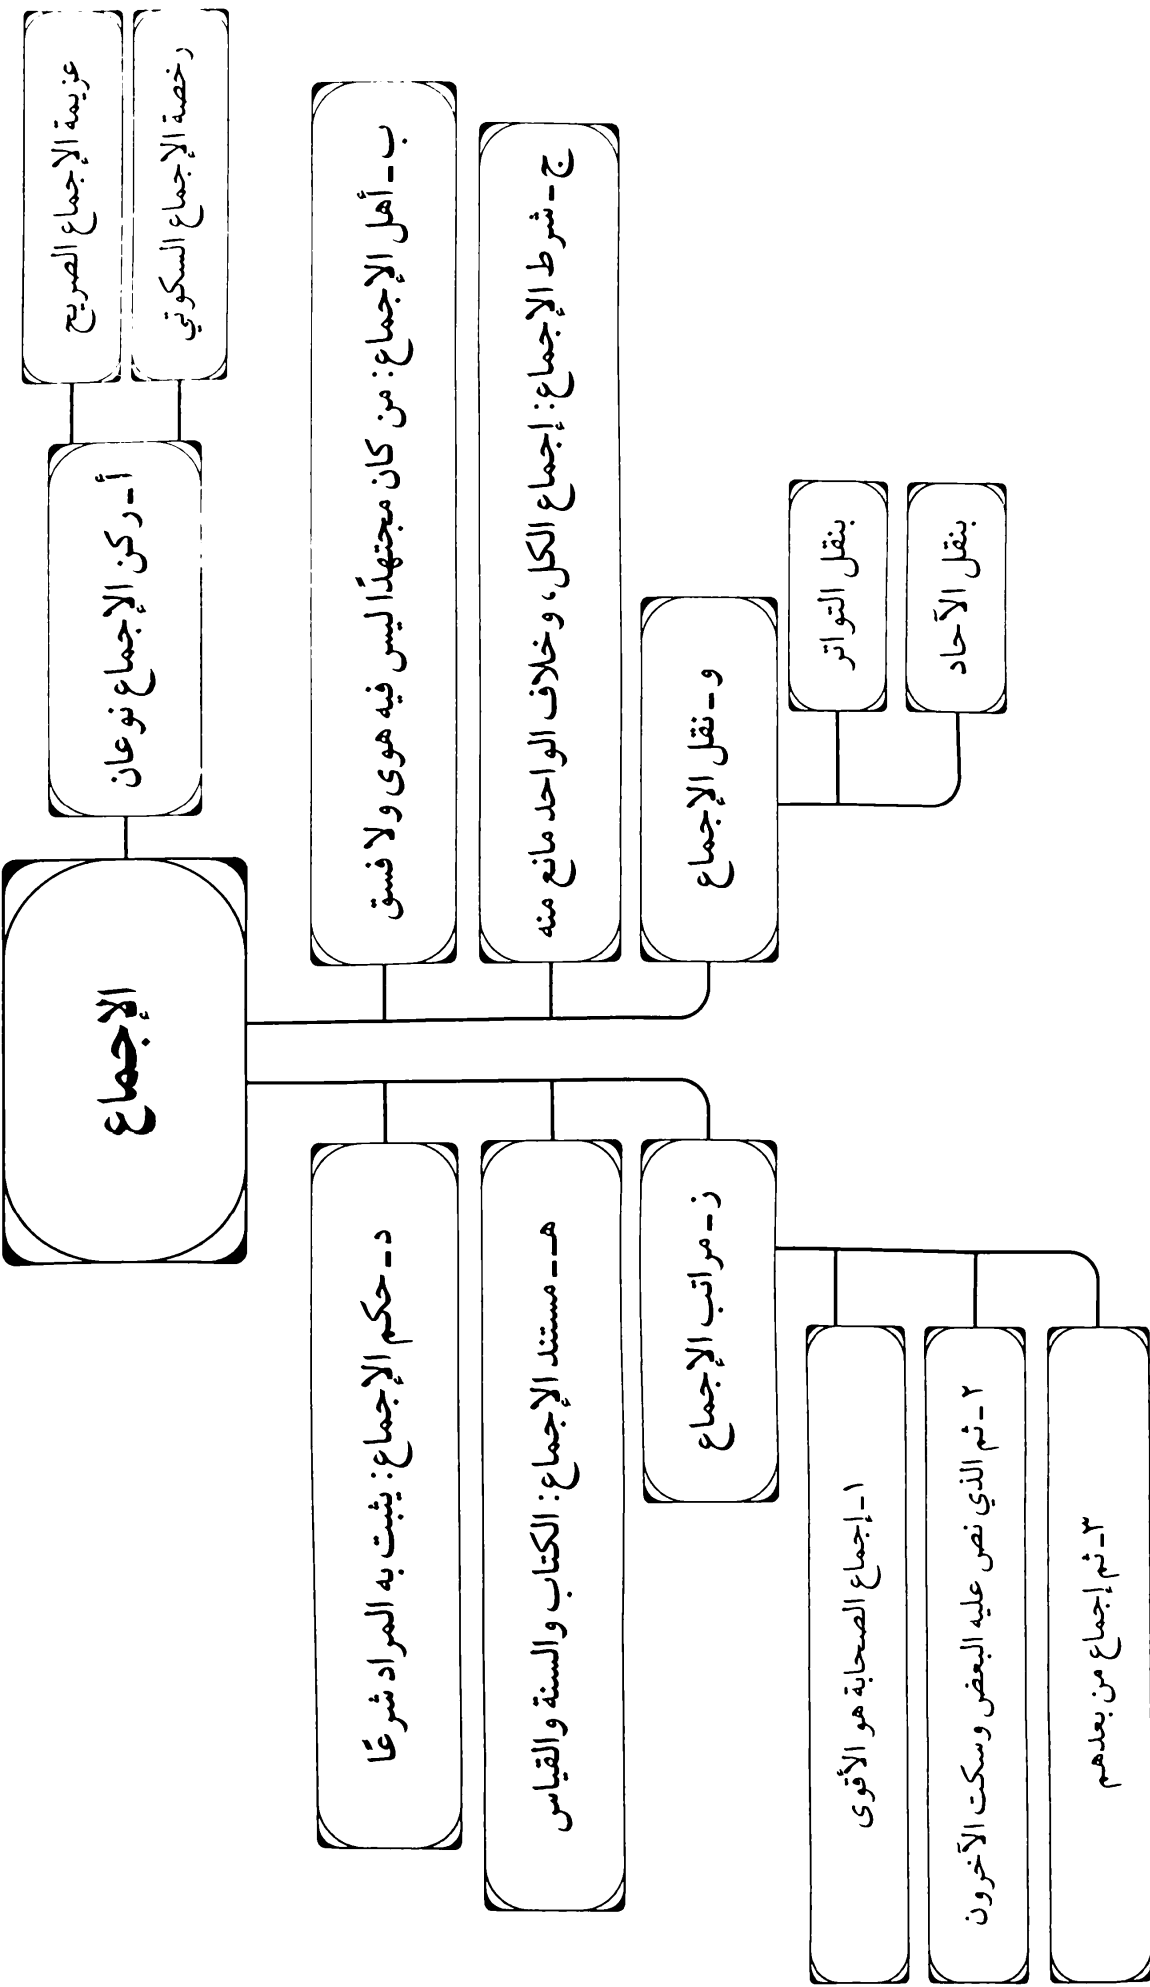 الإجماع
أ - ركن الإجماع نوعان
عزيمة الإجماع الصريح
رخصة الإجماع السكوتي
ب - أهل الإجماع: من كان مجتهدًا ليس فيه هوى ولا فسق
ج - شرط الإجماع: إجماع الكل، وخلاف الواحد مانع منه
د - حكم الإجماع: يثبت به المراد شرعًا
هـ - مستند الإجماع: الكتاب والسنة والقياس
و - نقل الإجماع
بنقل التواتر
بنقل الآحاد
ز - مراتب الإجماع
١ - إجماع الصحابة هو الأقوى
٢ - ثم الذي نص عليه البعض وسكت الآخرون
٣ - ثم إجماع من بعدهم